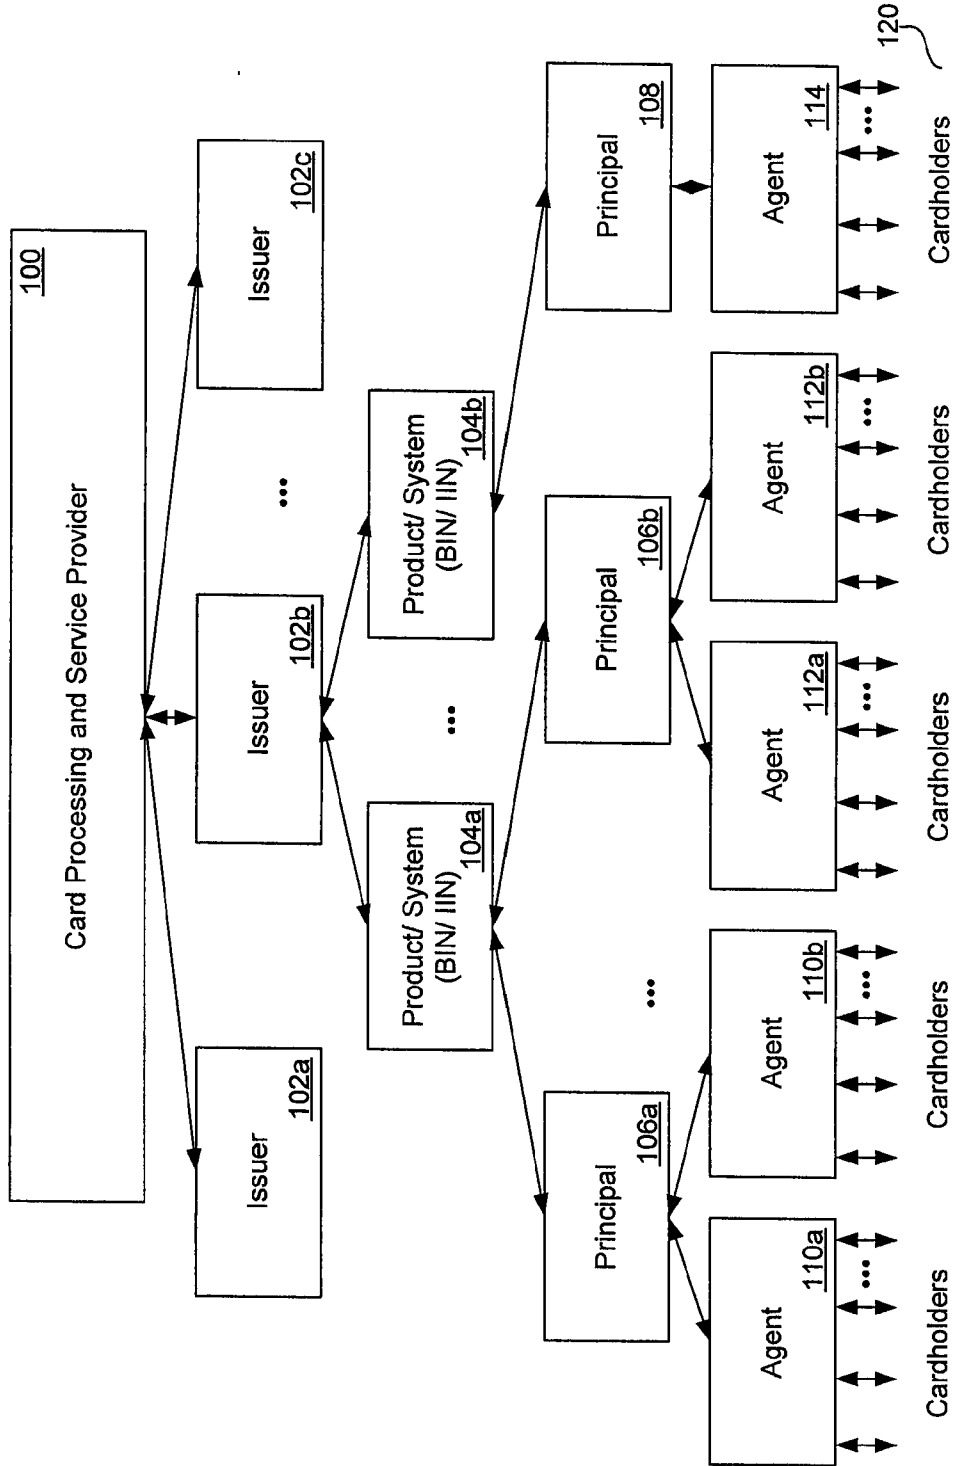 Card Processing and Service Provider
100
Issuer
102a
Issuer
102b
...
Issuer
102c
Product/ System
(BIN/ IIN)
104a
...
Product/ System
(BIN/ IIN)
104b
Principal
106a
...
Principal
106b
Principal
108
Agent
110a
Agent
110b
Agent
112a
Agent
112b
Agent
114
...
...
...
...
...
120
Cardholders
Cardholders
Cardholders
Cardholders
Cardholders